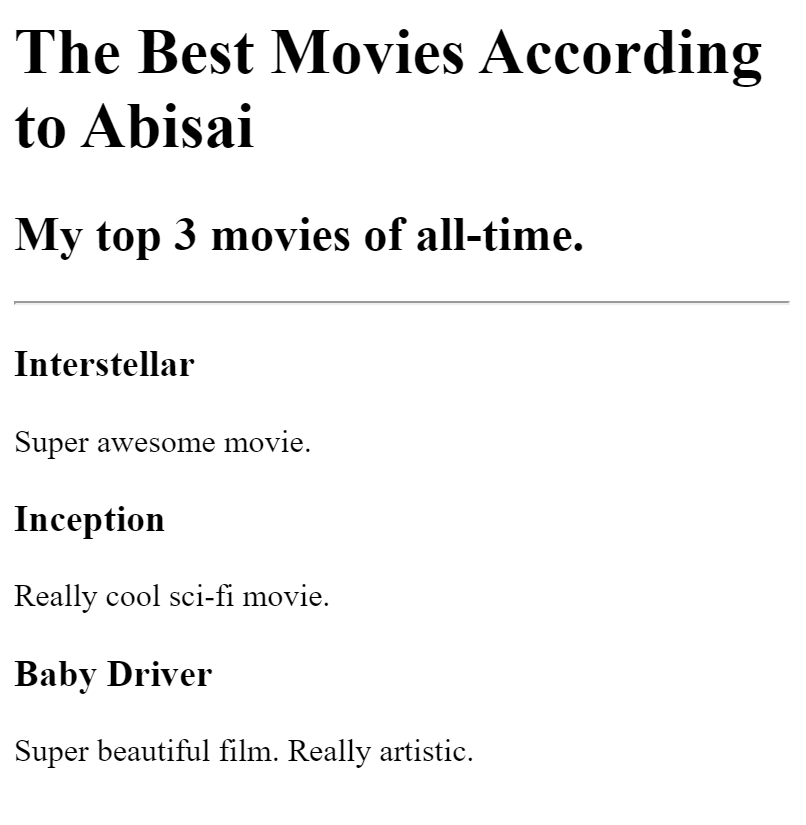 The Best Movies According
to Abisai
My top 3 movies of all-time.
Interstellar
Super awesome movie.
Inception
Really cool sci-fi movie.
Baby Driver
Super beautiful film. Really artistic.